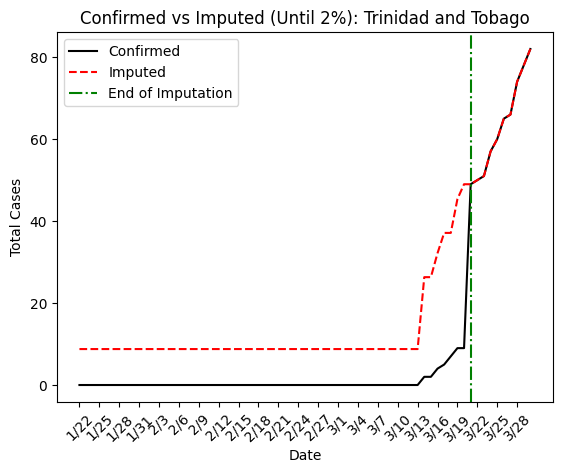 Confirmed vs Imputed (Until 2%): Trinidad and Tobago
Confirmed
Imputed
End of Imputation
Total Cases
80
60
40
20
0
1/22 1/25 1/28 1/31 2/3 2/6 2/9 2/12 2/15 2/18 2/21 2/24 2/27 3/1 3/4 3/7 3/10 3/13 3/16 3/19 3/22 3/25 3/28
Date